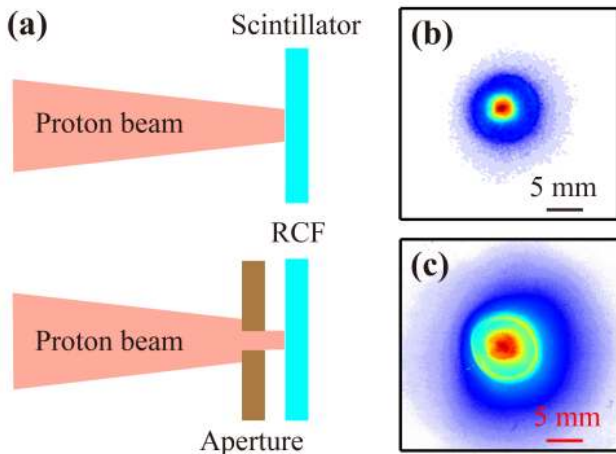 (a)
Scintillator
Proton beam
RCF
Proton beam
Aperture
(b)
5 mm
(c)
5 mm